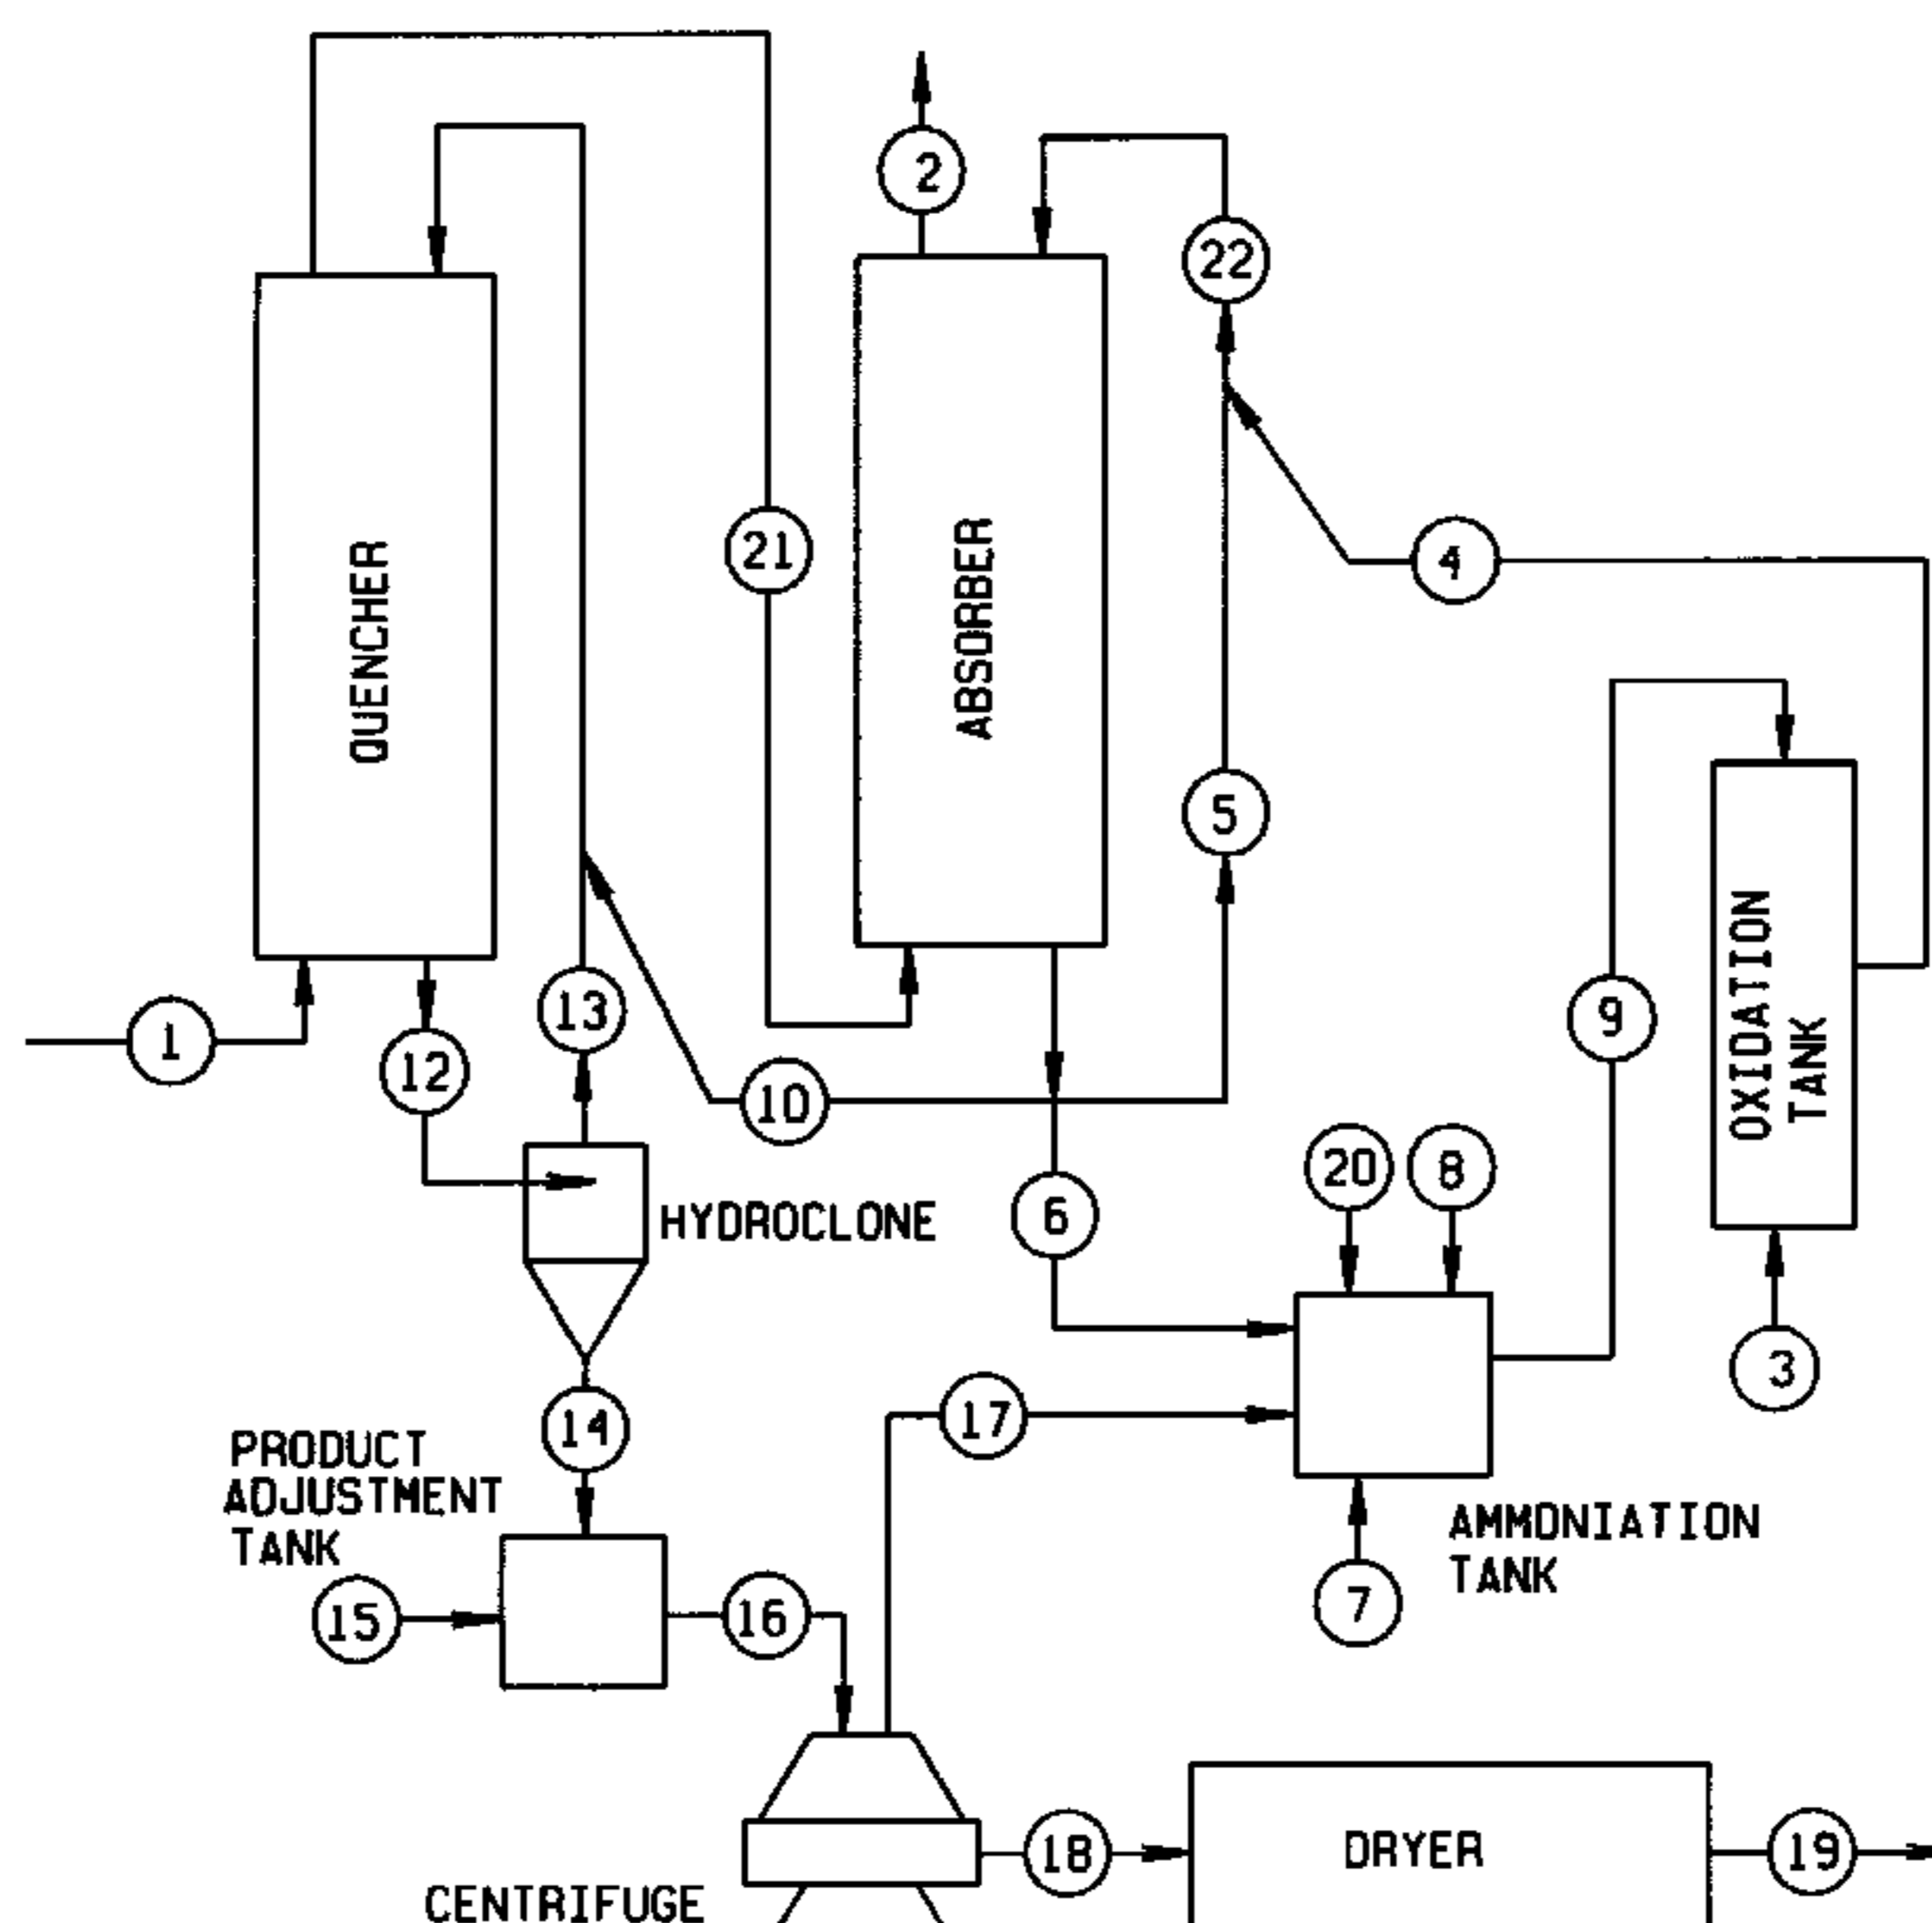 2
22
21
4
QUENCHER
ABSORBER
5
OXIDATION
TANK
1
12
13
10
9
6
20
8
HYDROCLONE
3
14
17
PRODUCT
ADJUSTMENT
TANK
AMMONIATION
TANK
15
16
7
18
DRYER
19
CENTRIFUGE